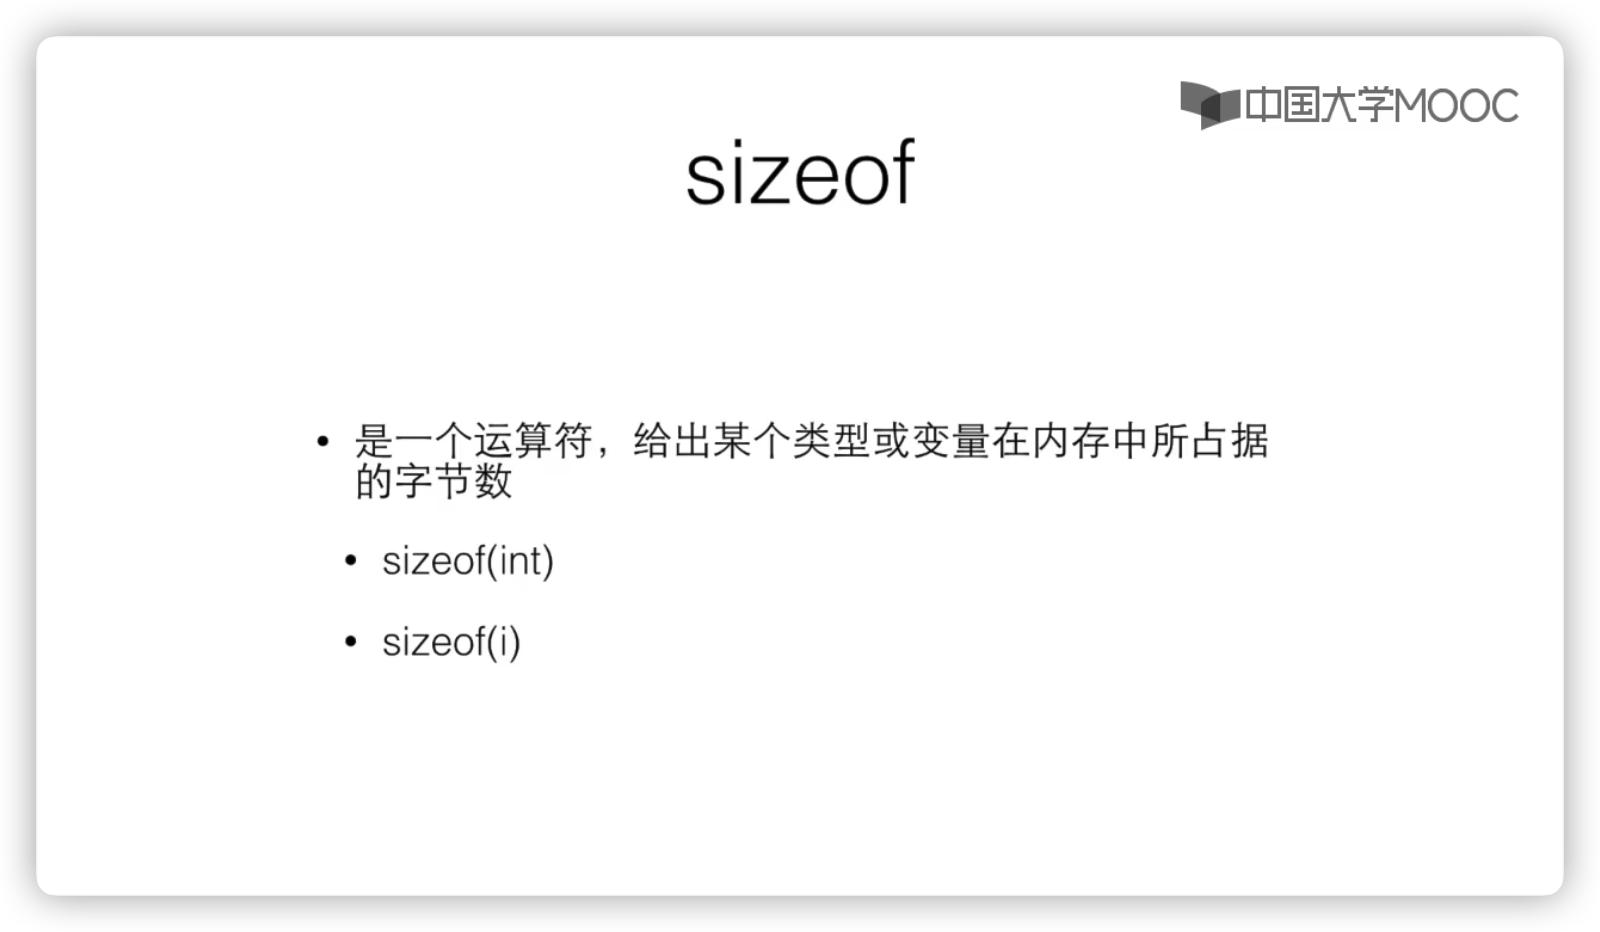 中国大学MOOC
sizeof
• 是一个运算符，给出某个类型或变量在内存中所占据
的字节数
• sizeof(int)
• sizeof(i)